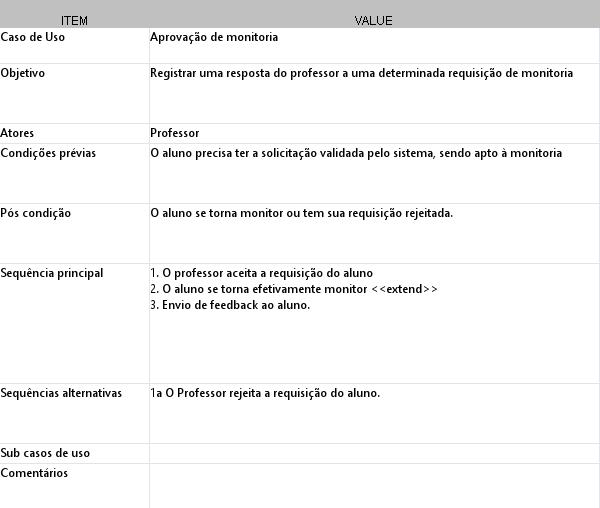 ITEM VALUE
Caso de Uso Aprovação de monitoria
Objetivo Registrar uma resposta do professor a uma determinada requisição de monitoria
Atores Professor
Condições prévias O aluno precisa ter a solicitação validada pelo sistema, sendo apto à monitoria
Pós condição O aluno se torna monitor ou tem sua requisição rejeitada.
Sequência principal 1. O professor aceita a requisição do aluno
2. O aluno se torna efetivamente monitor <<extend>>
3. Envio de feedback ao aluno.
Sequências alternativas 1a O Professor rejeita a requisição do aluno.
Sub casos de uso
Comentários